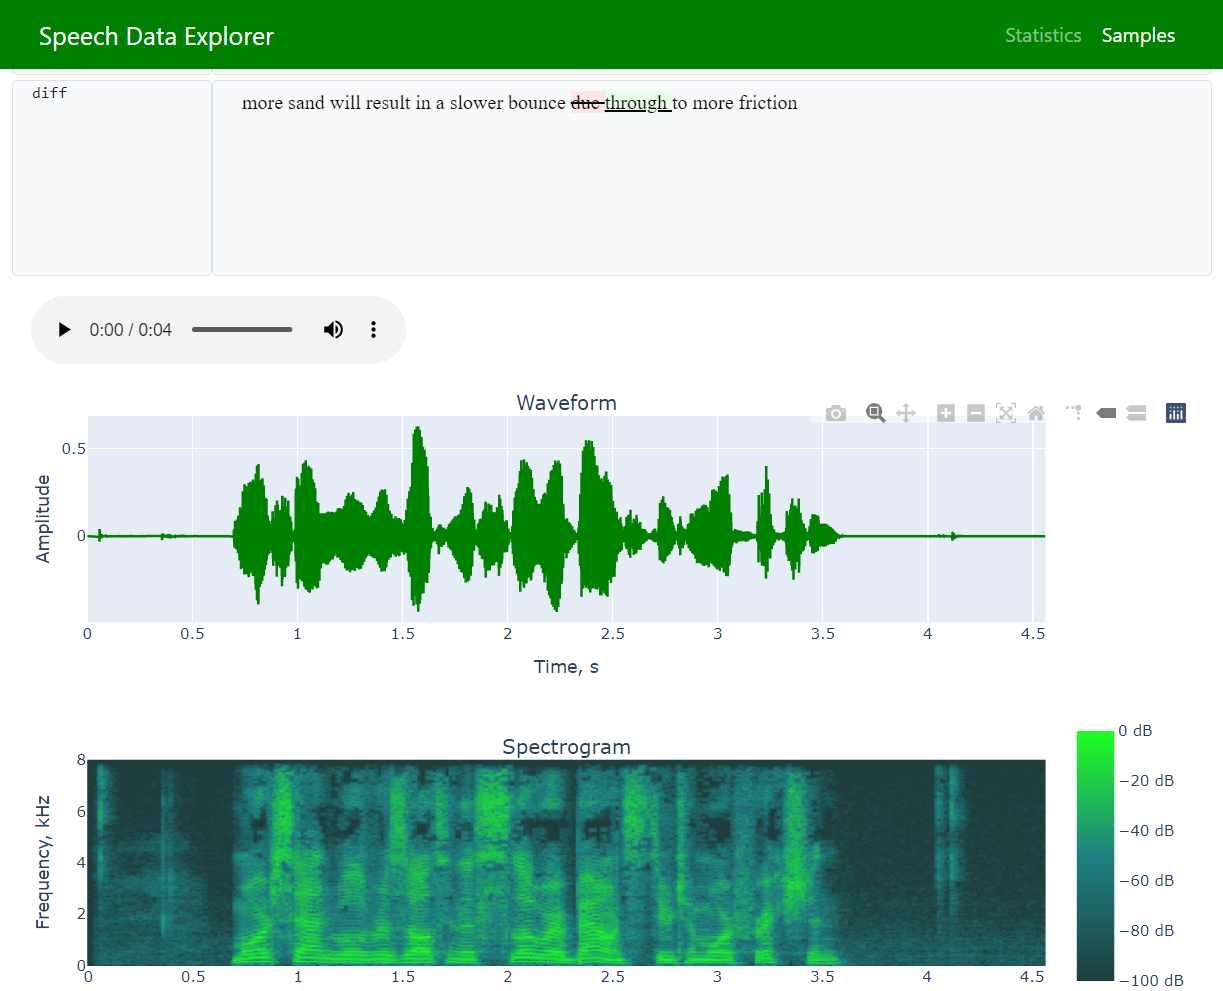 Speech Data Explorer
Statistics
Samples
diff
more sand will result in a slower bounce due through to more friction
0:00 / 0:04
Waveform
0.5
0
Amplitude
0 0.5 1 1.5 2 2.5 3 3.5 4 4.5
Time, s
Spectrogram
8
6
4
2
0
Frequency, kHz
0 0.5 1 1.5 2 2.5 3 3.5 4 4.5
0 dB
−20 dB
−40 dB
−60 dB
−80 dB
−100 dB